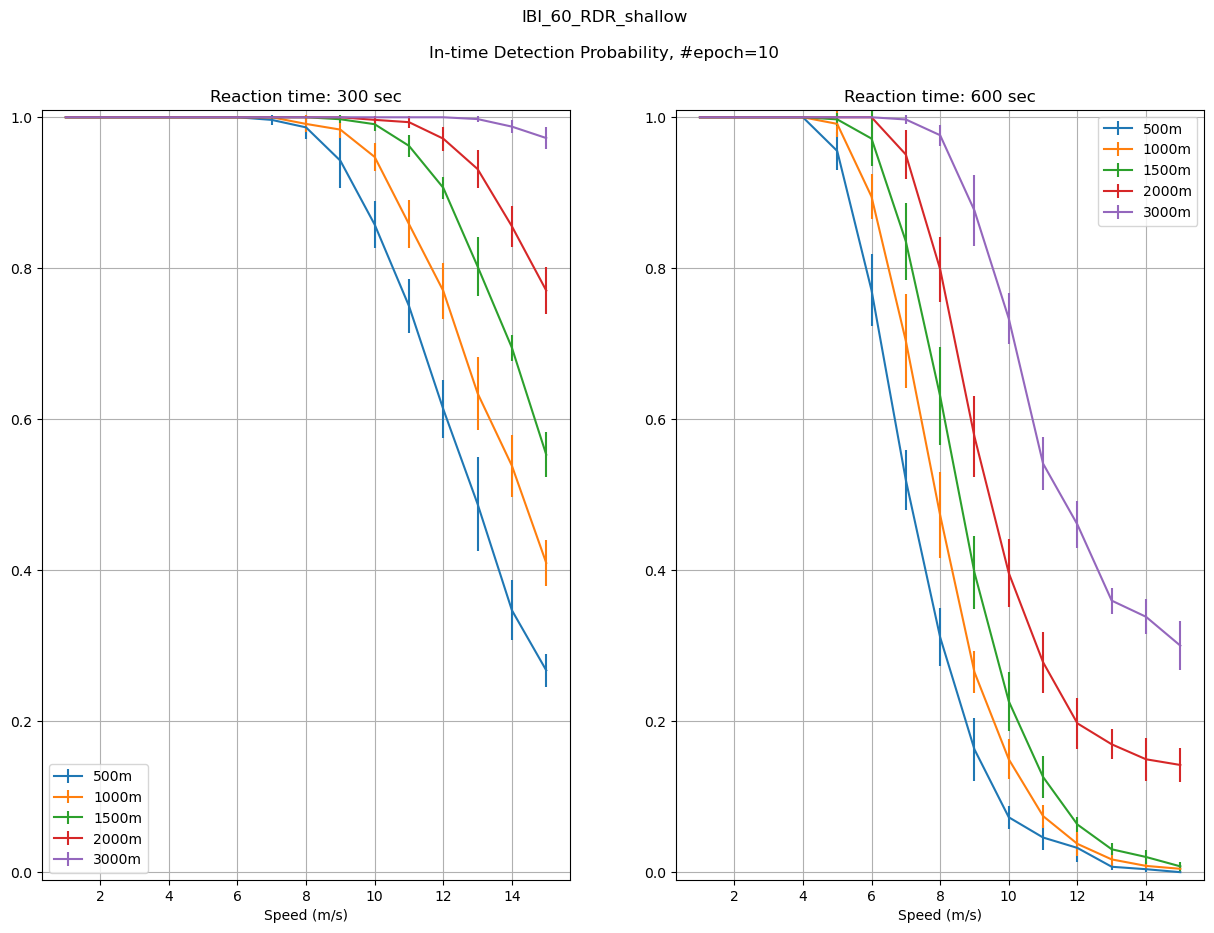 IBI_60_RDR_shallow
In-time Detection Probability, #epoch=10
Reaction time: 300 sec
1.0
0.8
0.6
0.4
0.2
0.0
500m
1000m
1500m
2000m
3000m
2 4 6 8 10 12 14
Speed (m/s)
Reaction time: 600 sec
1.0
0.8
0.6
0.4
0.2
0.0
500m
1000m
1500m
2000m
3000m
2 4 6 8 10 12 14
Speed (m/s)